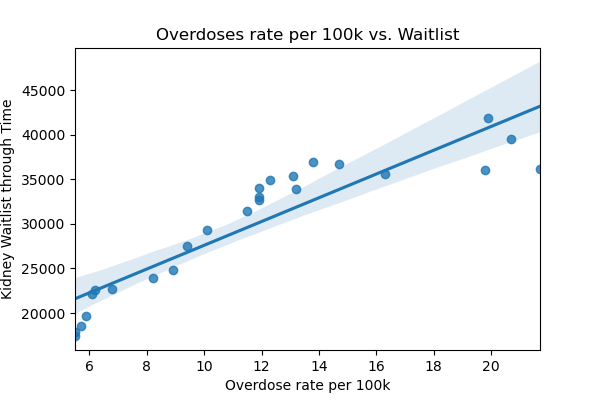 Overdoses rate per 100k vs. Waitlist
Kidney Waitlist through Time
45000
40000
35000
30000
25000
20000
6 8 10 12 14 16 18 20
Overdose rate per 100k